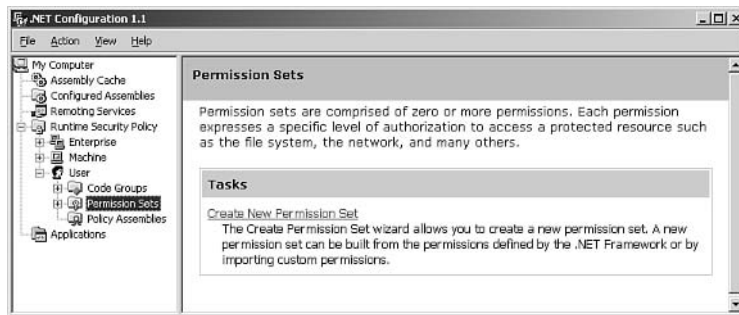 .NET Configuration 1.1
File Action View Help
My Computer
Assembly Cache
Configured Assemblies
Remoting Services
Runtime Security Policy
Enterprise
Machine
User
Code Groups
Permission Sets
Policy Assemblies
Applications
Permission Sets
Permission sets are comprised of zero or more permissions. Each permission
expresses a specific level of authorization to access a protected resource such
as the file system, the network, and many others.
Tasks
Create New Permission Set
The Create Permission Set wizard allows you to create a new permission set. A new
permission set can be built from the permissions defined by the .NET Framework or by
importing custom permissions.